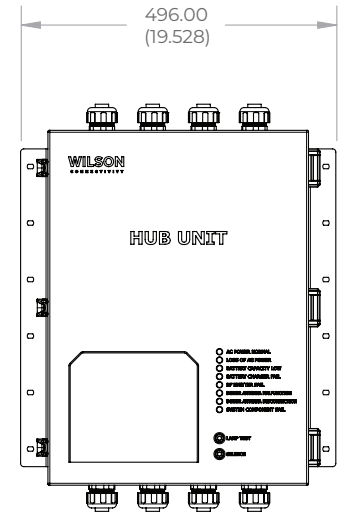 496.00
(19.528)
WILSON
CONNECTIVITY
HUB UNIT
AC POWER NORMAL
LOSS OF AC POWER
BATTERY CAPACITY LOW
BATTERY CHARGER FAIL
RF EMITTER FAIL
DONOR ANTENNA MALFUNCTION
DONOR ANTENNA DISCONNECTION
SYSTEM COMPONENT FAIL
LAMP TEST
SILENCE